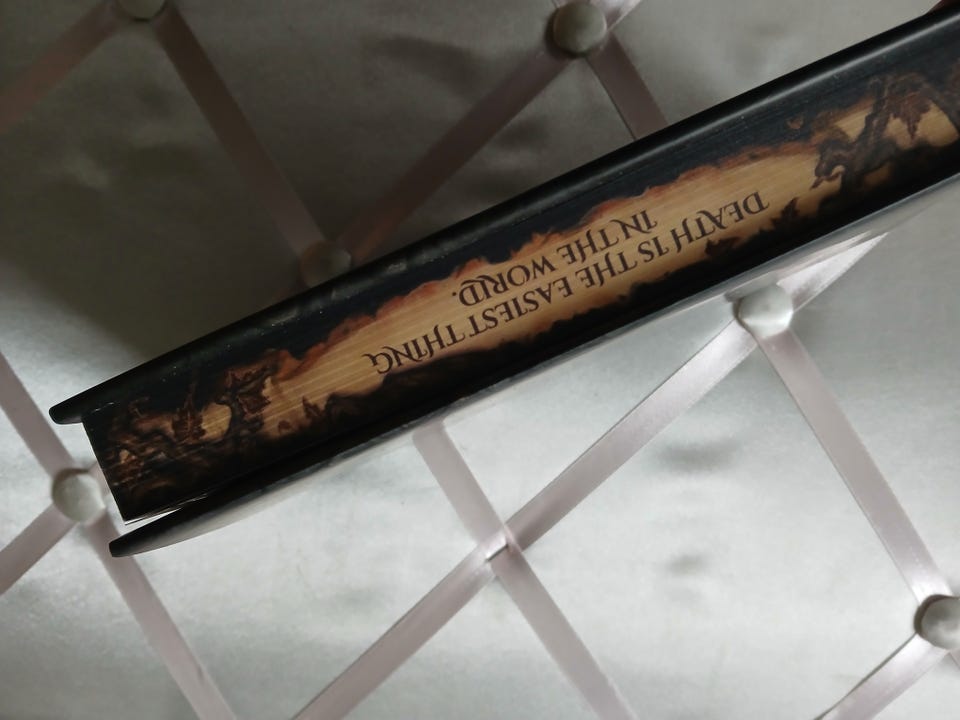 DEATH IS THE EASIEST THING
IN THE WORLD.